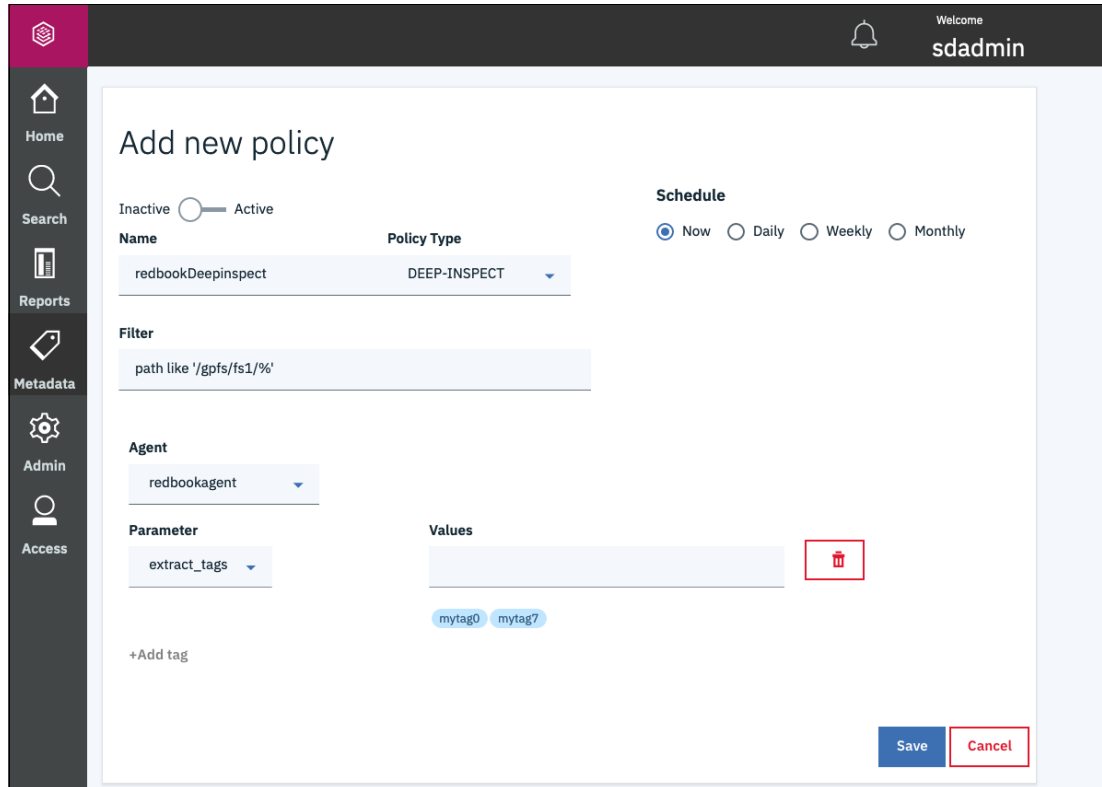 Welcome
sdadmin
Home
Search
Reports
Metadata
Admin
Access
Add new policy
Inactive Active
Name Policy Type
redbookDeepinspect DEEP-INSPECT
Schedule
Now Daily Weekly Monthly
Filter
path like '/gpfs/fs1/%'
Agent
redbookagent
Parameter Values
extract_tags
mytag0 mytag7
+Add tag
Save Cancel